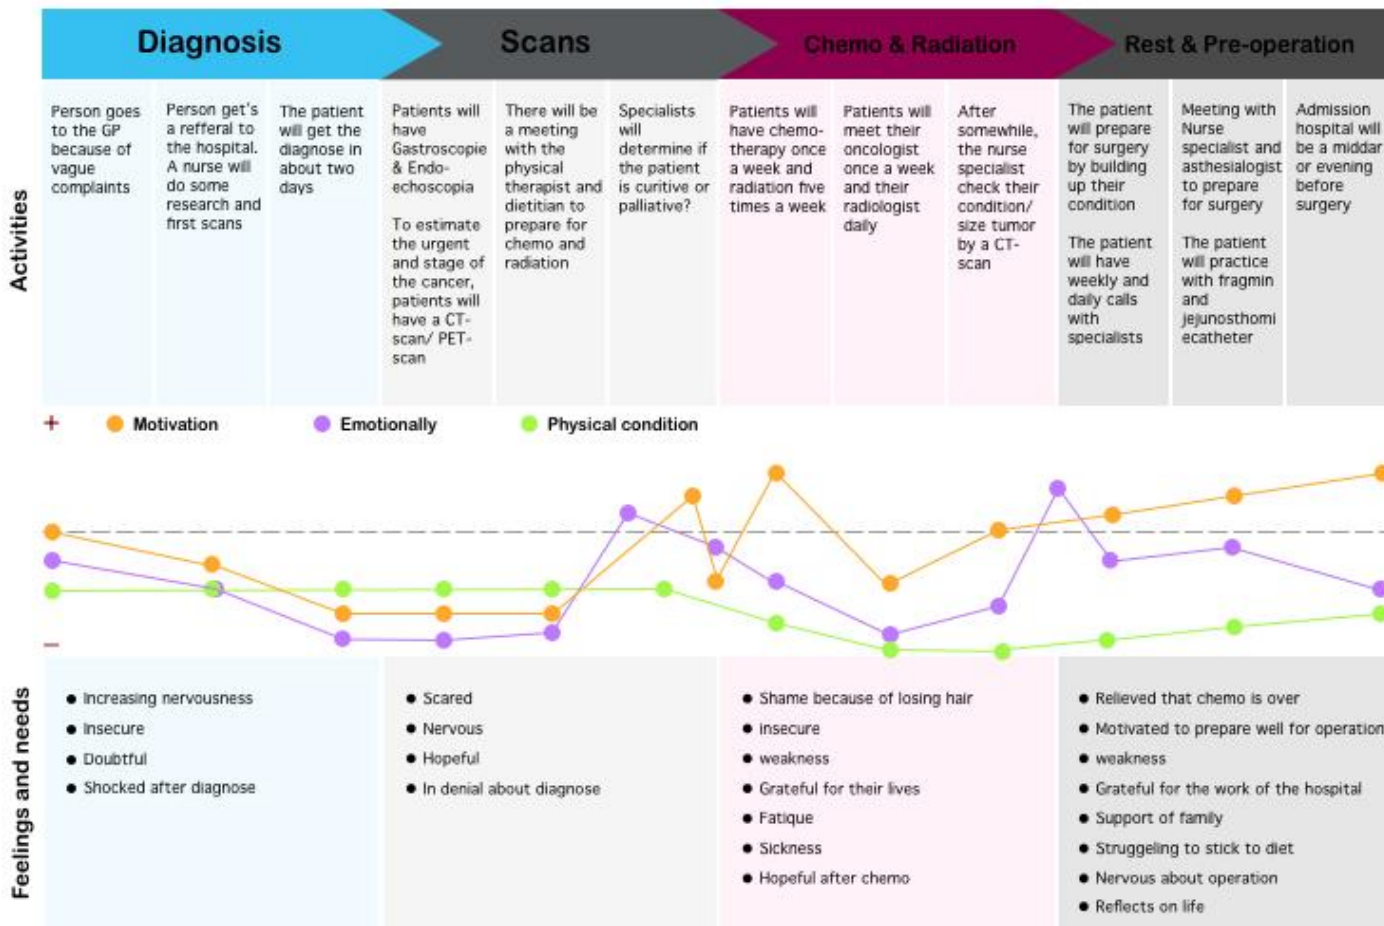 Diagnosis
Scans
Chemo & Radiation
Rest & Pre-operation
Activities
Person goes
to the GP
because of
vague
complaints
Person get's
a refferal to
the hospital.
A nurse will
do some
research and
first scans
The patient
will get the
diagnose in
about two
days
Patients will
have
Gastroscopie
& Endo-
echoscopia
To estimate
the urgent
and stage of
the cancer,
patients will
have a CT-
scan/ PET-
scan
There will be
a meeting
with the
physical
therapist and
dietitian to
prepare for
chemo and
radiation
Specialists
will
determine if
the patient
is curitive or
palliative?
Patients will
have chemo-
therapy once
a week and
radiation five
times a week
Patients will
meet their
oncologist
once a week
and their
radiologist
daily
After
somewhile,
the nurse
specialist
check their
condition/
size tumor
by a CT-
scan
The patient
will prepare
for surgery
by building
up their
condition
The patient
will have
weekly and
daily calls
with
specialists
Meeting with
Nurse
specialist and
asthesialogist
to prepare
for surgery
The patient
will practice
with fragmin
and
jejunosthomi
ecatheter
Admission
hospital will
be a middar
or evening
before
surgery
+
Motivation
Emotionally
Physical condition
−
Feelings and needs
● Increasing nervousness
● Insecure
● Doubtful
● Shocked after diagnose
● Scared
● Nervous
● Hopeful
● In denial about diagnose
● Shame because of losing hair
● insecure
● weakness
● Grateful for their lives
● Fatique
● Sickness
● Hopeful after chemo
● Relieved that chemo is over
● Motivated to prepare well for operation
● weakness
● Grateful for the work of the hospital
● Support of family
● Struggeling to stick to diet
● Nervous about operation
● Reflects on life